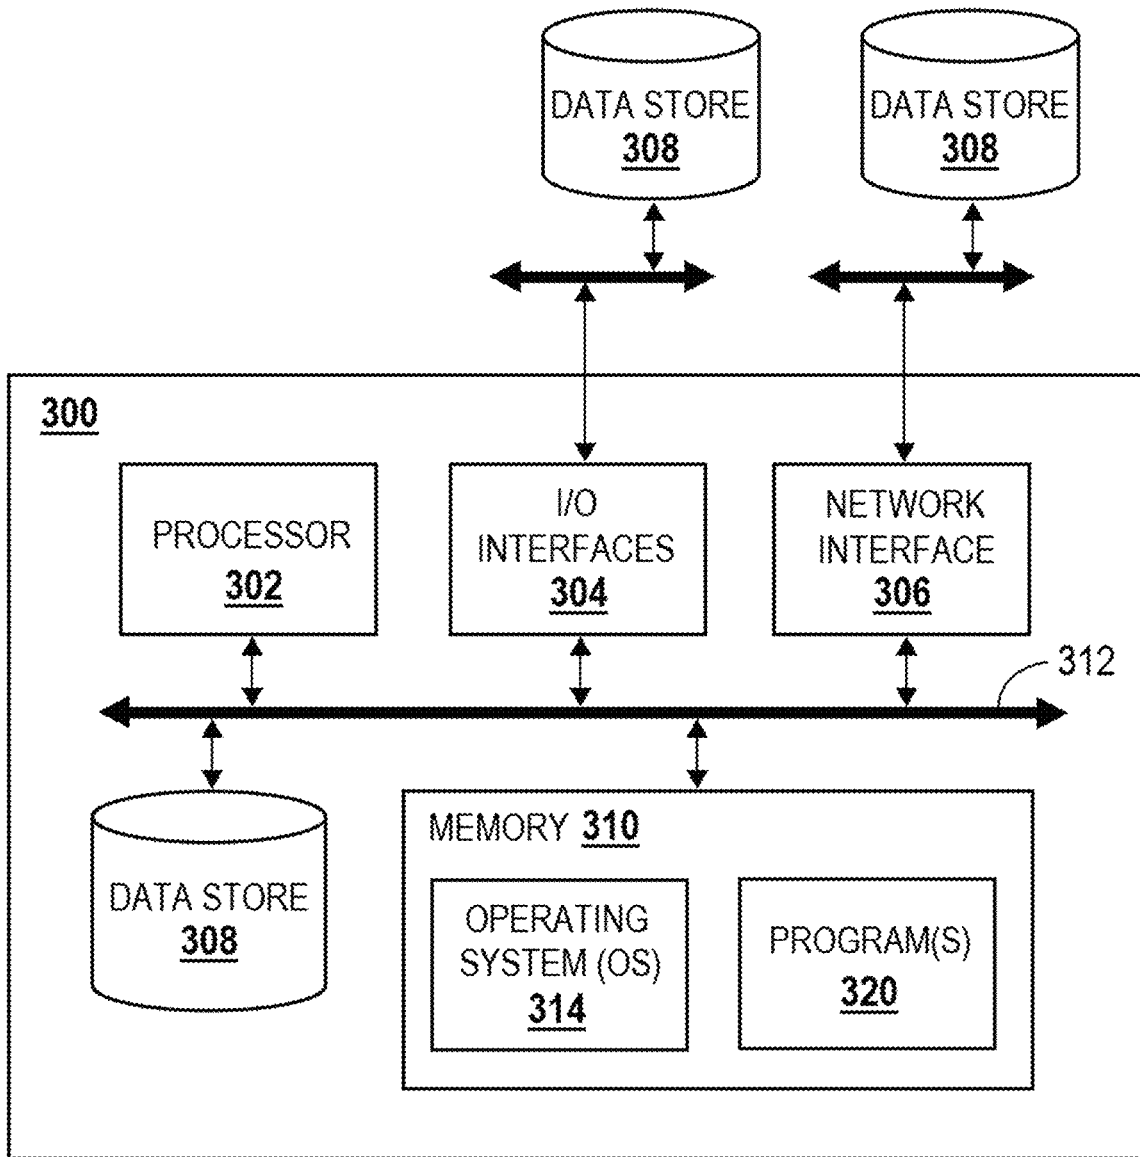 DATA STORE
308
DATA STORE
308
300
PROCESSOR
302
I/O
INTERFACES
304
NETWORK
INTERFACE
306
312
DATA STORE
308
MEMORY 310
OPERATING
SYSTEM (OS)
314
PROGRAM(S)
320